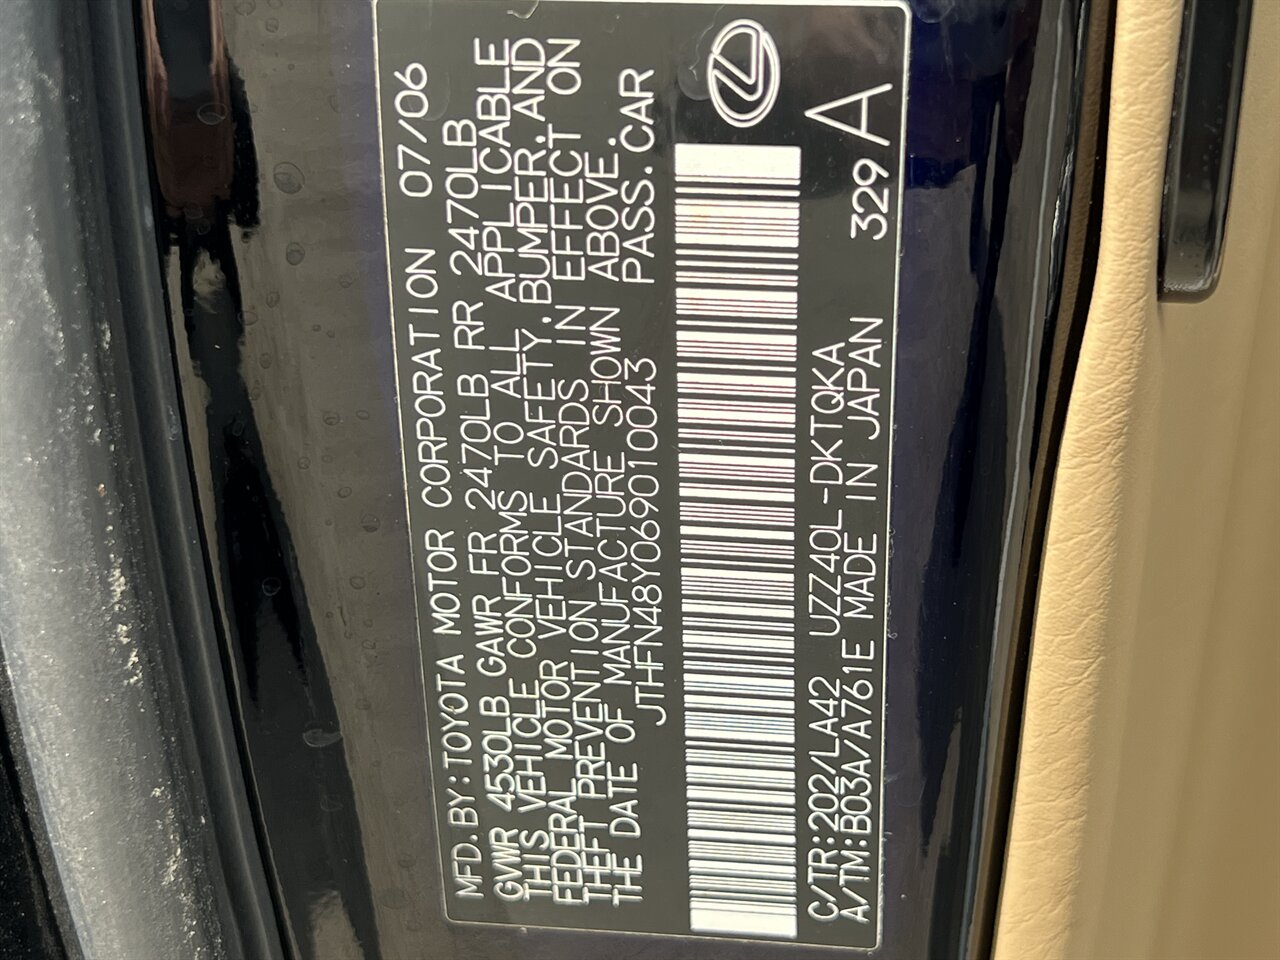 MFD.BY:TOYOTA MOTOR CORPORATION 07/06
GVWR 4530LB GAWR FR 2470LB RR 2470LB
THIS VEHICLE CONFORMS TO ALL APPLICABLE
FEDERAL MOTOR VEHICLE SAFETY,BUMPER,AND
THEFT PREVENTION STANDARDS IN EFFECT ON
THE DATE OF MANUFACTURE SHOWN ABOVE.
JTHFN48Y069010043 PASS.CAR
C/TR:202/LA42 UZZ40L-DKTQKA
A/TM:B03A/A761E MADE IN JAPAN 329 A